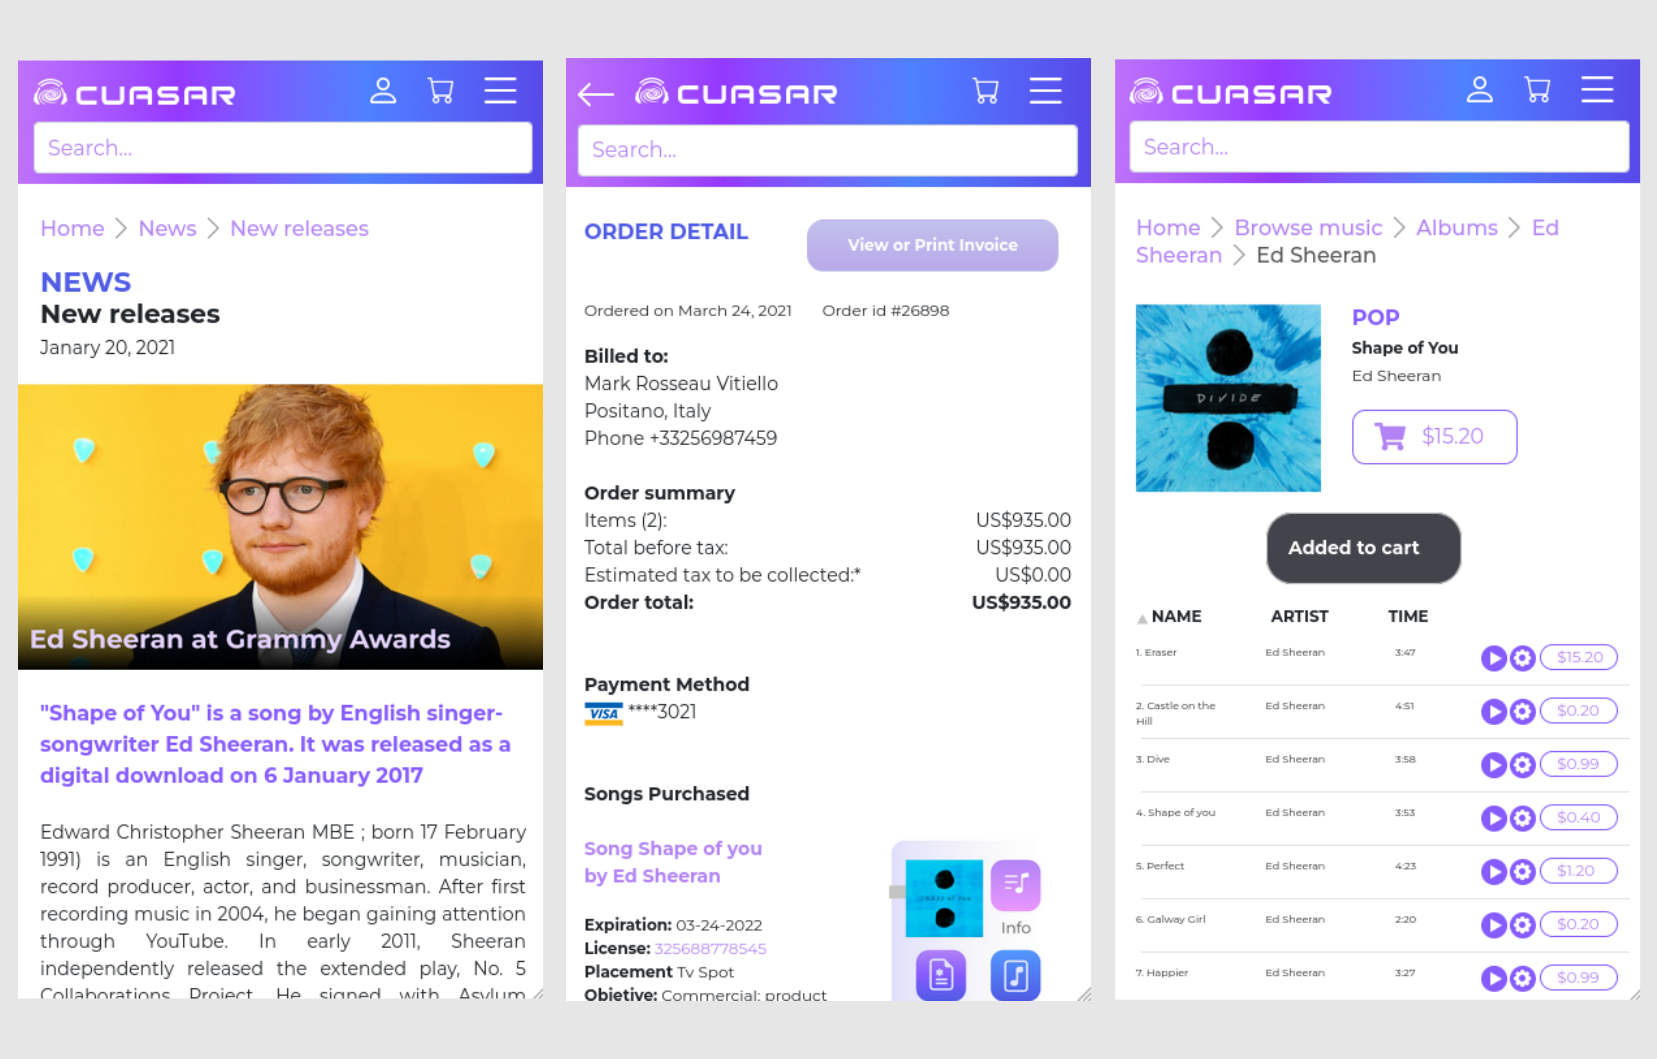 CUASAR
Search...
Home > News > New releases
NEWS
New releases
Janary 20, 2021
Ed Sheeran at Grammy Awards
"Shape of You" is a song by English singer-
songwriter Ed Sheeran. It was released as a
digital download on 6 January 2017
Edward Christopher Sheeran MBE ; born 17 February
1991) is an English singer, songwriter, musician,
record producer, actor, and businessman. After first
recording music in 2004, he began gaining attention
through YouTube. In early 2011, Sheeran
independently released the extended play, No. 5
Collaborations Project. He signed with Asylum
CUASAR
Search...
ORDER DETAIL
View or Print Invoice
Ordered on March 24, 2021 Order id #26898
Billed to:
Mark Rosseau Vitiello
Positano, Italy
Phone +33256987459
Order summary
Items (2): US$935.00
Total before tax: US$935.00
Estimated tax to be collected:* US$0.00
Order total: US$935.00
Payment Method
VISA ****3021
Songs Purchased
Song Shape of you
by Ed Sheeran
Expiration: 03-24-2022
License: 325688778545
Placement Tv Spot
Objetive: Commercial: product
Info
CUASAR
Search...
Home > Browse music > Albums > Ed
Sheeran > Ed Sheeran
DIVIDE
POP
Shape of You
Ed Sheeran
$15.20
Added to cart
NAME ARTIST TIME
1. Eraser Ed Sheeran 3:47 $15.20
2. Castle on the
Hill Ed Sheeran 4:51 $0.20
3. Dive Ed Sheeran 3:58 $0.99
4. Shape of you Ed Sheeran 3:53 $0.40
5. Perfect Ed Sheeran 4:23 $1.20
6. Galway Girl Ed Sheeran 2:20 $0.20
7. Happier Ed Sheeran 3:27 $0.99